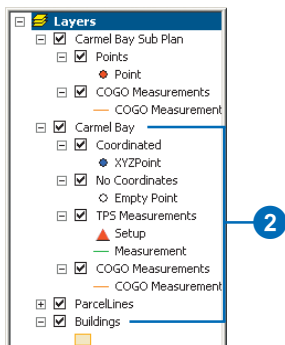 Layers
Carmel Bay Sub Plan
Points
Point
COGO Measurements
COGO Measurement
Carmel Bay
Coordinated
XYZPoint
No Coordinates
Empty Point
TPS Measurements
Setup
Measurement
COGO Measurements
COGO Measurement
ParcelLines
Buildings
2